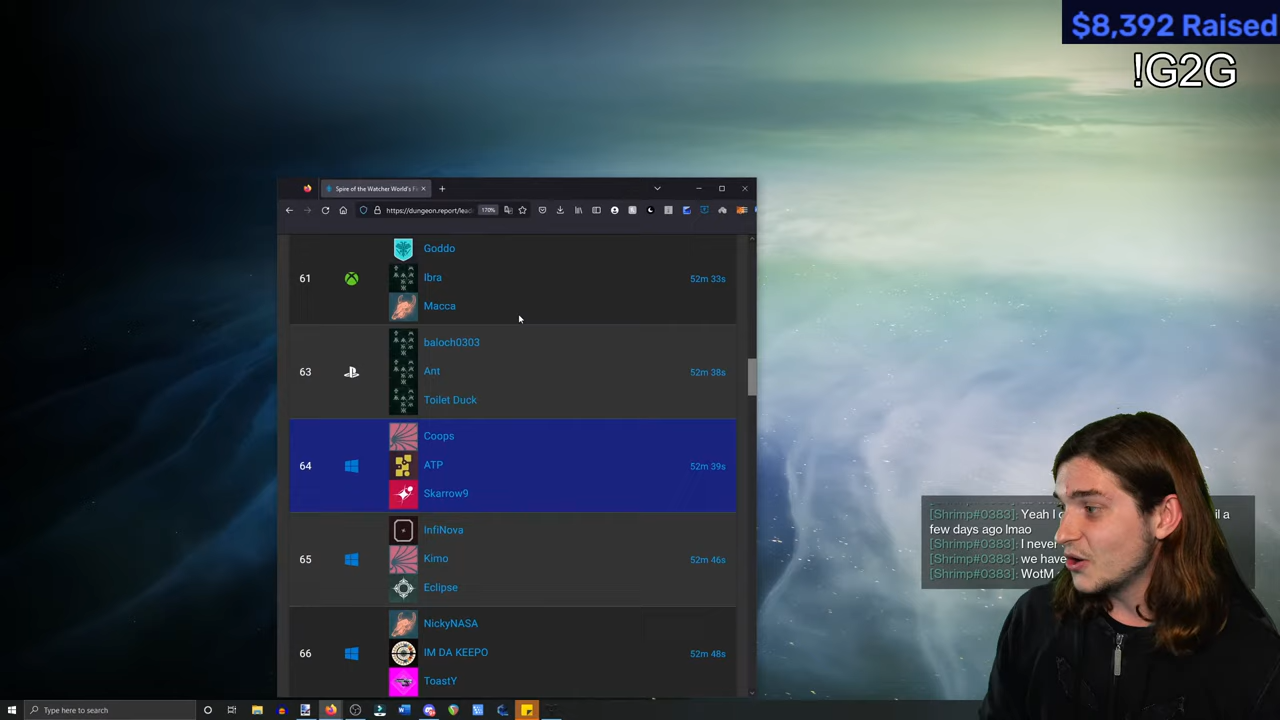 $8,392 Raised
!G2G
Spire of the Watcher World's Fi
https://dungeon.report/lead
170%
61
Goddo
Ibra
Macca
52m 33s
63
baloch0303
Ant
Toilet Duck
52m 38s
64
Coops
ATP
Skarrow9
52m 39s
65
InfiNova
Kimo
Eclipse
52m 46s
66
NickyNASA
IM DA KEEPO
ToastY
52m 48s
[Shrimp#0383]: Yeah I
il a
few days ago lmao
[Shrimp#0383]: I never
[Shrimp#0383]: we have
[Shrimp#0383]: WotM
Type here to search